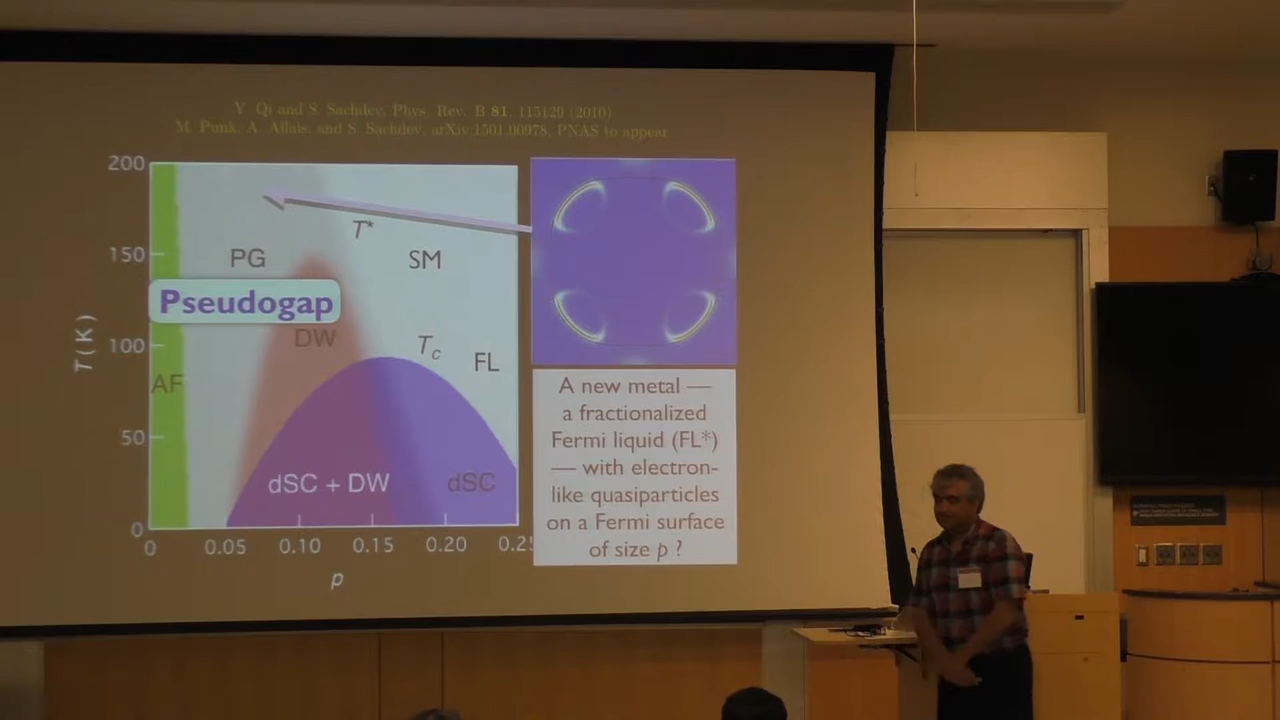 Y. Qi and S. Sachdev, Phys. Rev. B 81, 115129 (2010)
M. Punk, A. Allais, and S. Sachdev, arXiv:1501.00978, PNAS to appear
200
150
100
50
0
T(K)
T*
PG
SM
Pseudogap
DW
Tc
FL
AF
dSC + DW
dSC
0
0.05
0.10
0.15
0.20
0.25
p
A new metal —
a fractionalized
Fermi liquid (FL*)
— with electron-
like quasiparticles
on a Fermi surface
of size p ?